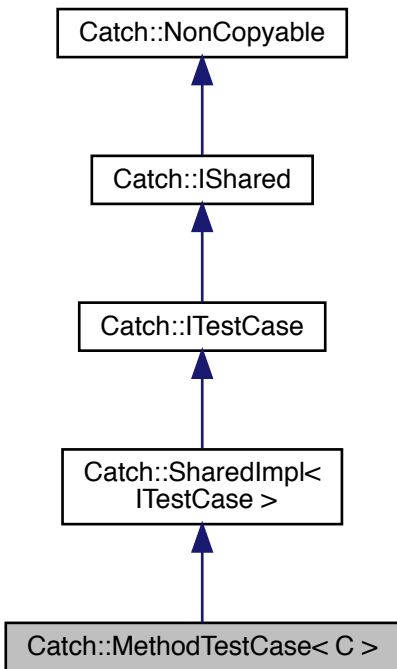 Catch::NonCopyable
Catch::IShared
Catch::ITestCase
Catch::SharedImpl<
ITestCase >
Catch::MethodTestCase< C >